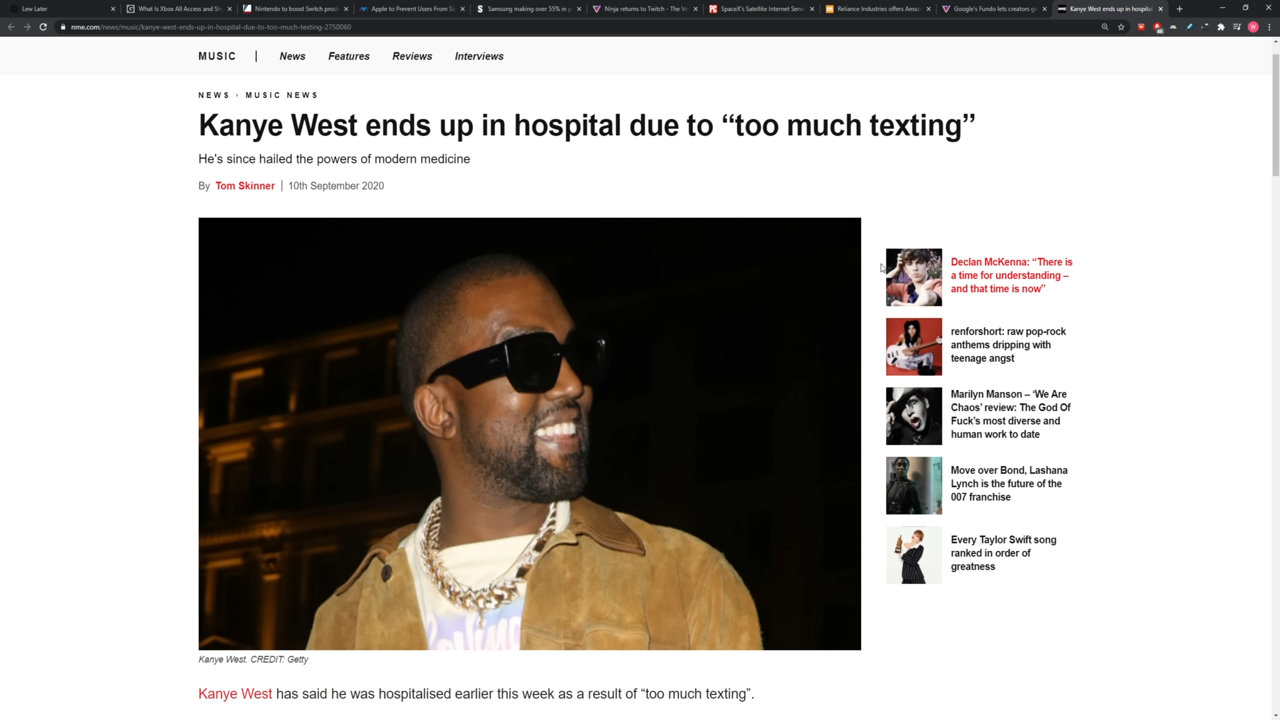 Low Later
What Is Xbox All Access and Sh
Nintendo to boost Switch prod
Apple to Prevent Users From Si
Samsung making over 55% in p
Ninja returns to Twitch - The Ve
SpaceX's Satellite Internet Serv
Reliance Industries offers Amaz
Google's Fundo lets creators g
Kanye West ends up in hospital
nme.com/news/music/kanye-west-ends-up-in-hospital-due-to-too-much-texting-2750060
MUSIC | News Features Reviews Interviews
NEWS › MUSIC NEWS
Kanye West ends up in hospital due to “too much texting”
He's since hailed the powers of modern medicine
By Tom Skinner | 10th September 2020
Declan McKenna: “There is
a time for understanding –
and that time is now”
renforshort: raw pop-rock
anthems dripping with
teenage angst
Marilyn Manson – ‘We Are
Chaos’ review: The God Of
Fuck’s most diverse and
human work to date
Move over Bond, Lashana
Lynch is the future of the
007 franchise
Every Taylor Swift song
ranked in order of
greatness
Kanye West. CREDIT: Getty
Kanye West has said he was hospitalised earlier this week as a result of “too much texting”.